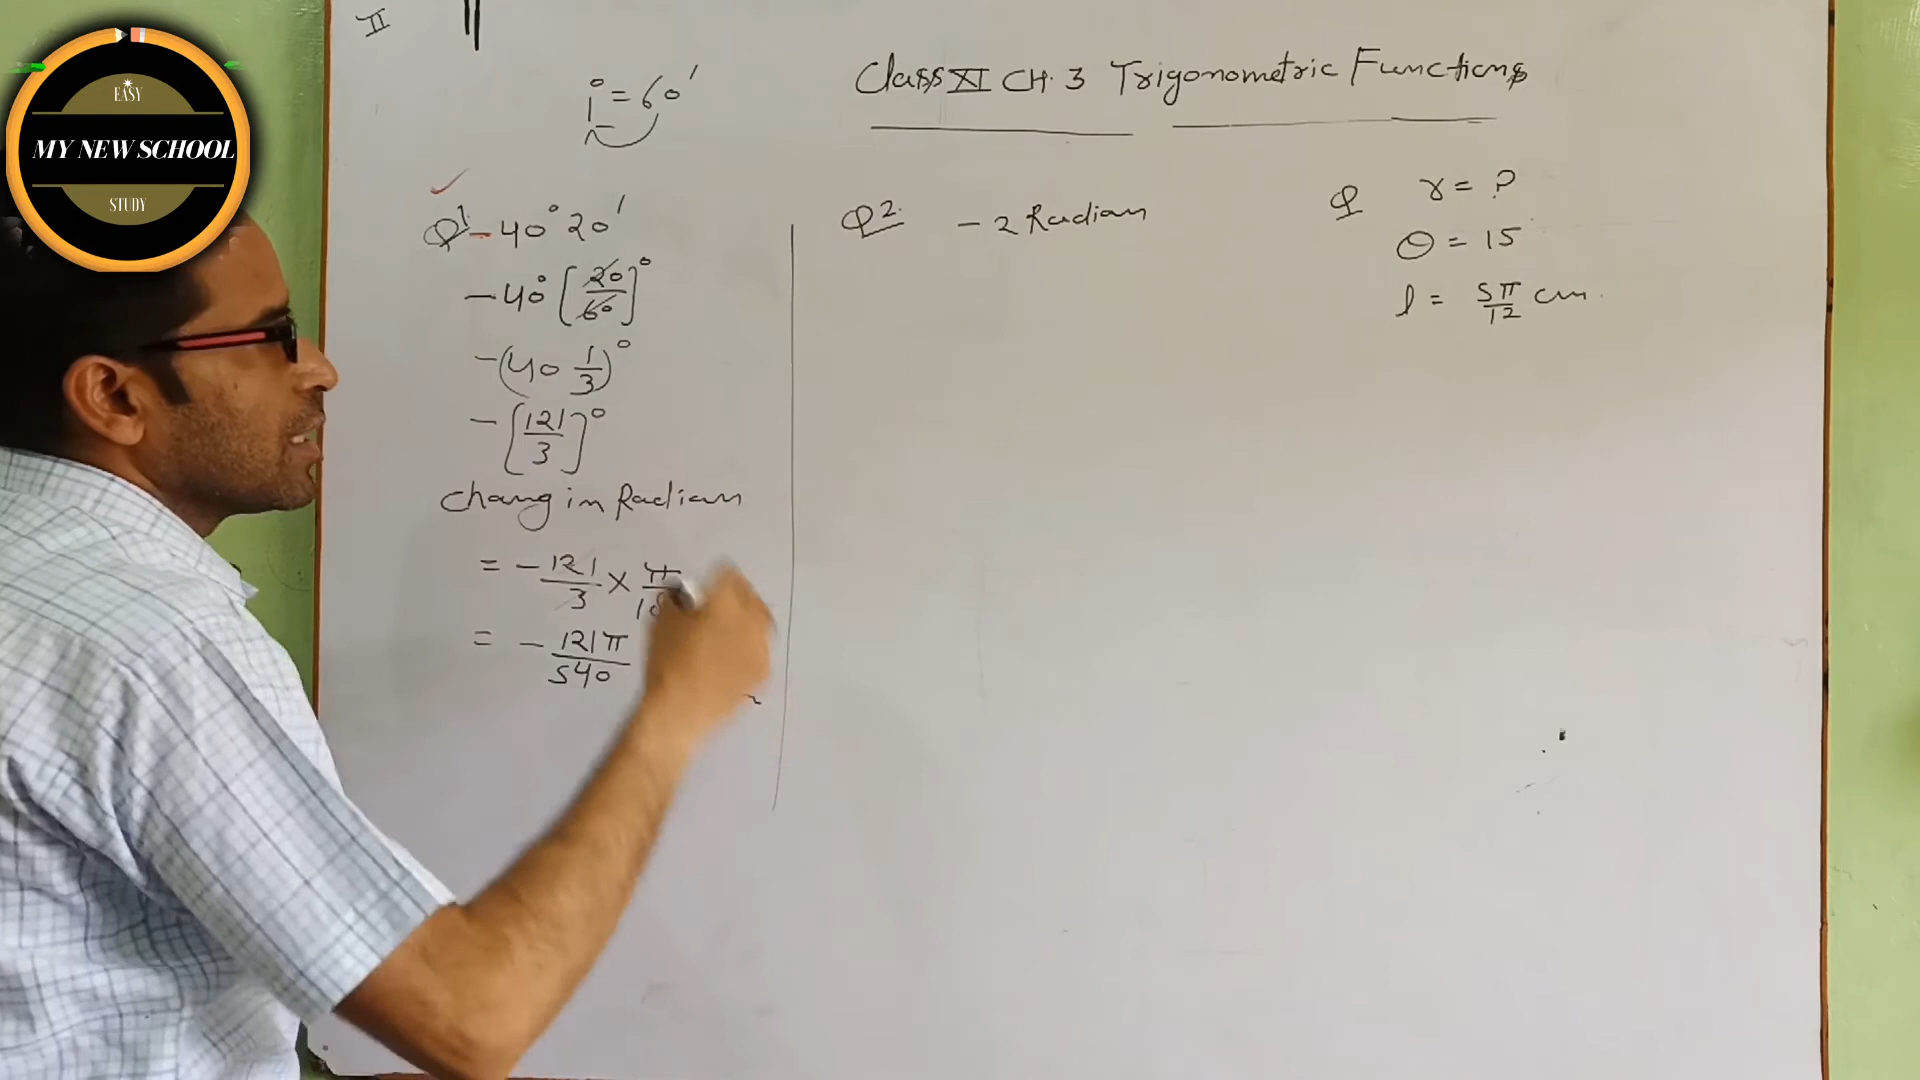 II
EASY
MY NEW SCHOOL
STUDY
1° = 60'
Class XI CH. 3 Trigonometric Functions
Q1 -40° 20'
-40° [20/60]°
-(40 1/3)°
-[121/3]°
Chang in Radian
= -121/3 × π/18
= -121π/540
Q2. -2 Radian
Q r = ?
θ = 15
l = 5π/12 cm.